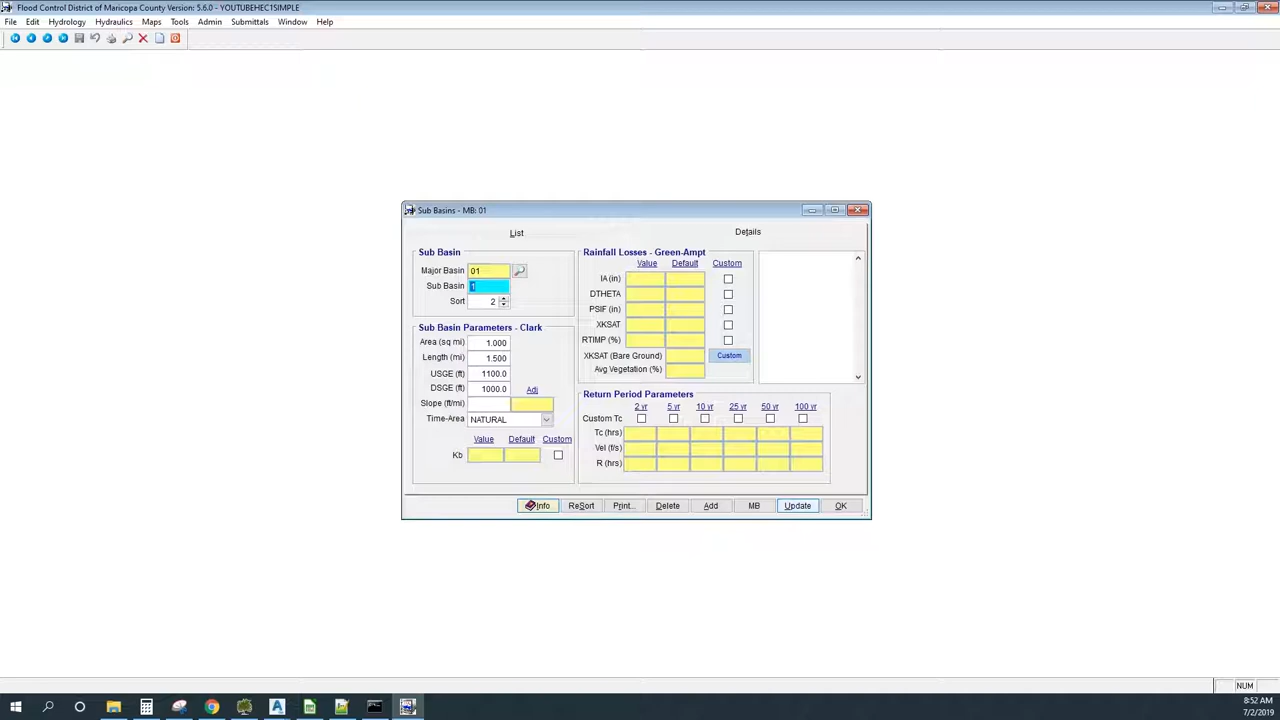 Flood Control District of Maricopa County Version: 5.6.0 - YOUTUBEHEC1SIMPLE
File Edit Hydrology Hydraulics Maps Tools Admin Submittals Window Help
Sub Basins - MB: 01
List Details
Sub Basin
Major Basin 01
Sub Basin 1
Sort 2
Sub Basin Parameters - Clark
Area (sq mi) 1.000
Length (mi) 1.500
USGE (ft) 1100.0
DSGE (ft) 1000.0 Adj
Slope (ft/mi)
Time-Area NATURAL
Value Default Custom
Kb
Rainfall Losses - Green-Ampt
Value Default Custom
IA (in)
DTHETA
PSIF (in)
XKSAT
RTIMP (%)
XKSAT (Bare Ground) Custom
Avg Vegetation (%)
Return Period Parameters
2 yr 5 yr 10 yr 25 yr 50 yr 100 yr
Custom Tc
Tc (hrs)
Vel (f/s)
R (hrs)
Info ReSort Print... Delete Add MB Update OK
NUM
8:52 AM
7/2/2019